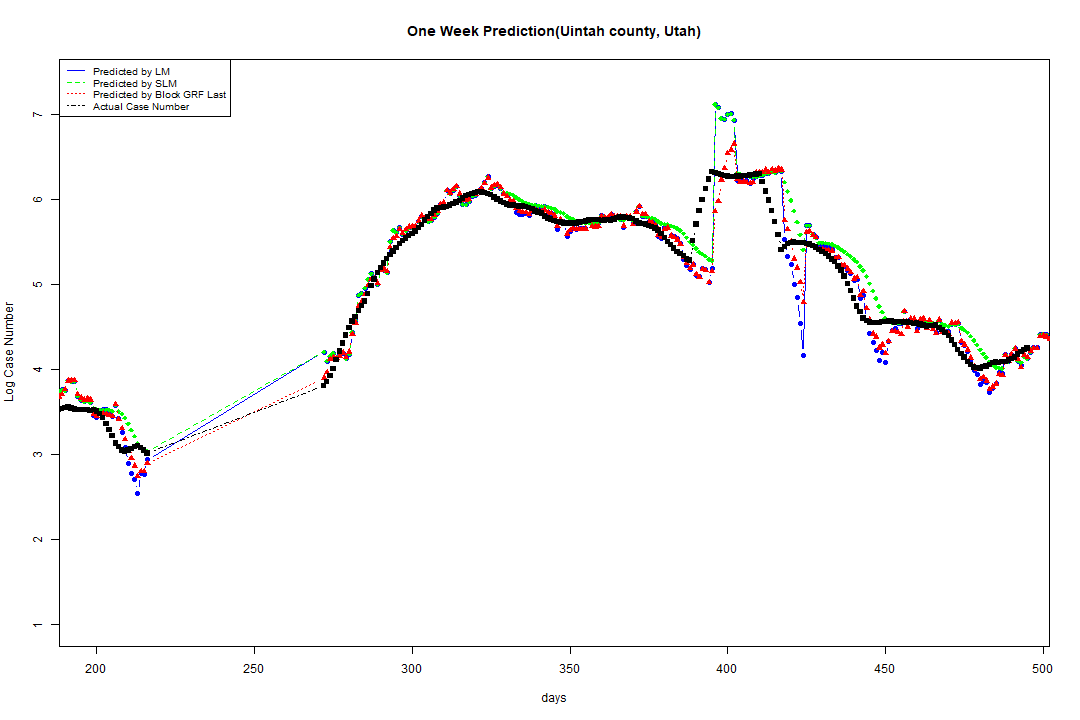 One Week Prediction(Uintah county, Utah)
Predicted by LM
Predicted by SLM
Predicted by Block GRF Last
Actual Case Number
7
6
5
4
3
2
1
Log Case Number
200 250 300 350 400 450 500
days